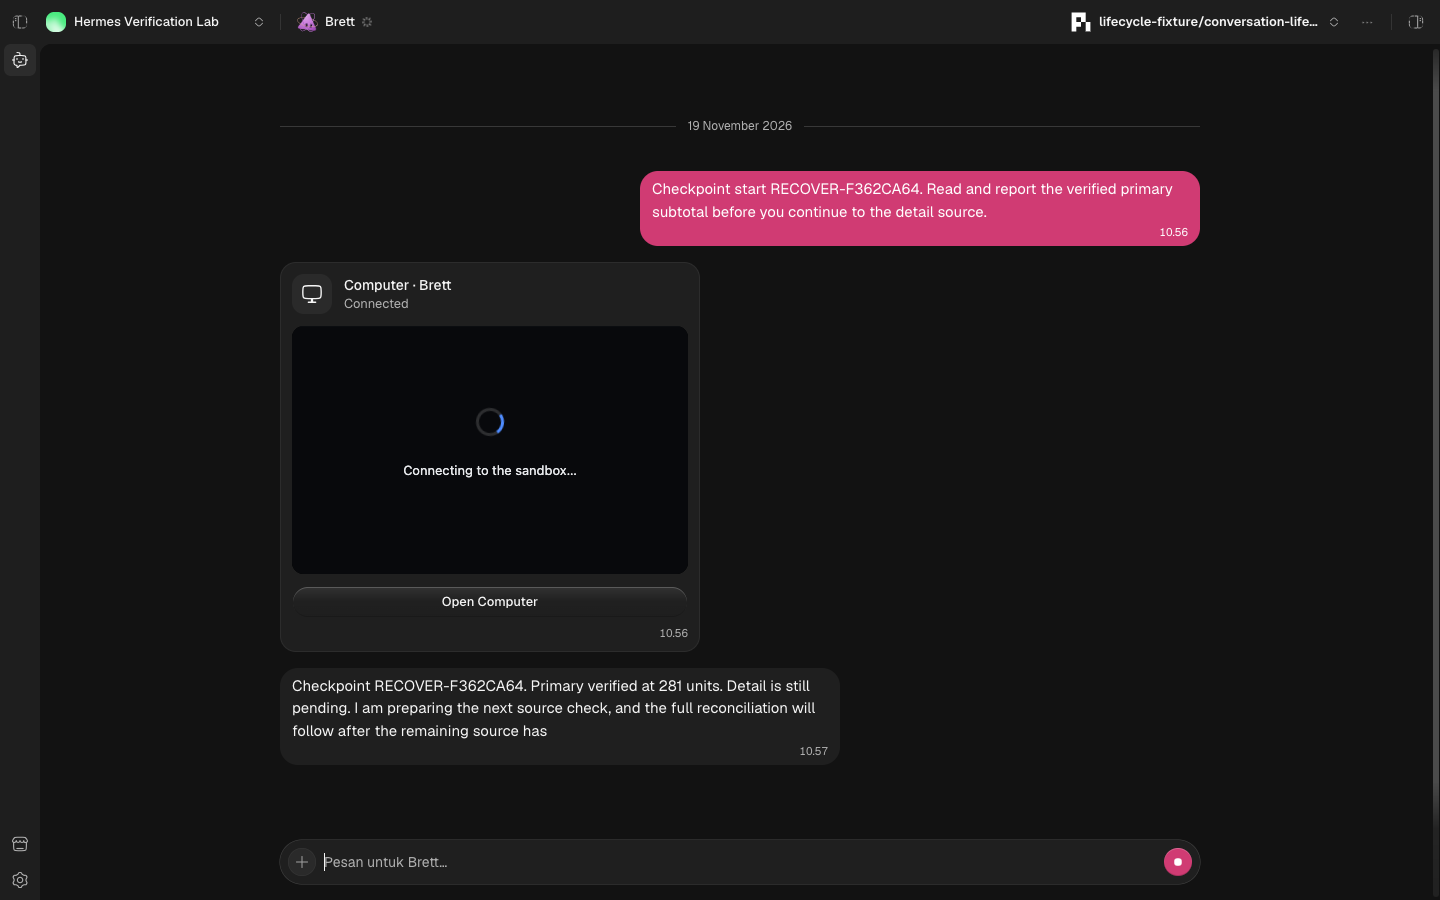 Hermes Verification Lab
Brett
lifecycle-fixture/conversation-life...
19 November 2026
Checkpoint start RECOVER-F362CA64. Read and report the verified primary
subtotal before you continue to the detail source.
10.56
Computer · Brett
Connected
Connecting to the sandbox...
Open Computer
10.56
Checkpoint RECOVER-F362CA64. Primary verified at 281 units. Detail is still
pending. I am preparing the next source check, and the full reconciliation will
follow after the remaining source has
10.57
Pesan untuk Brett...